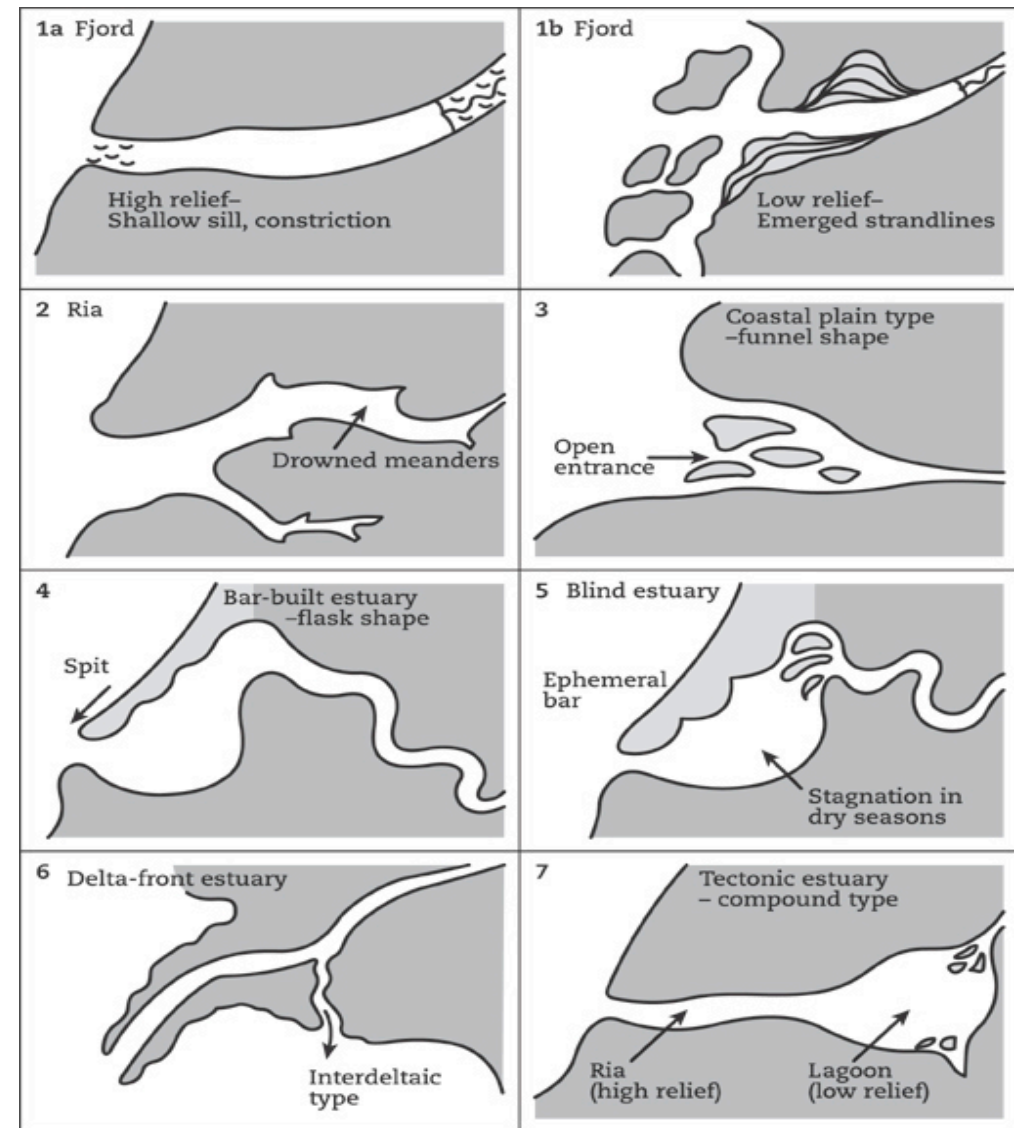 1a Fjord
High relief–
Shallow sill, constriction
1b Fjord
Low relief–
Emerged strandlines
2 Ria
Drowned meanders
3
Coastal plain type
–funnel shape
Open
entrance
4
Bar-built estuary
–flask shape
Spit
5 Blind estuary
Ephemeral
bar
Stagnation in
dry seasons
6 Delta-front estuary
Interdeltaic
type
7
Tectonic estuary
– compound type
Ria
(high relief)
Lagoon
(low relief)